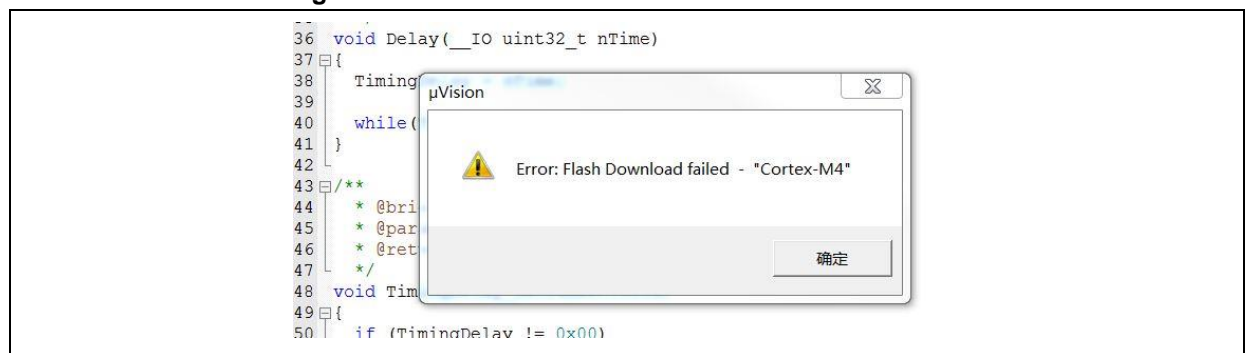 36 void Delay(__IO uint32_t nTime)
37 {
38 Timing
39
40 while(
41 }
42
43 /**
44 * @bri
45 * @par
46 * @ret
47 */
48 void Tim
49 {
50 if (TimingDelay != 0x00)
µVision
Error: Flash Download failed - "Cortex-M4"
确定